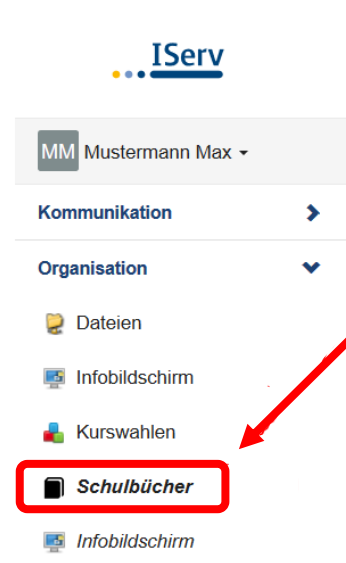 IServ
MM Mustermann Max
Kommunikation
Organisation
Dateien
Infobildschirm
Kurswahlen
Schulbücher
Infobildschirm